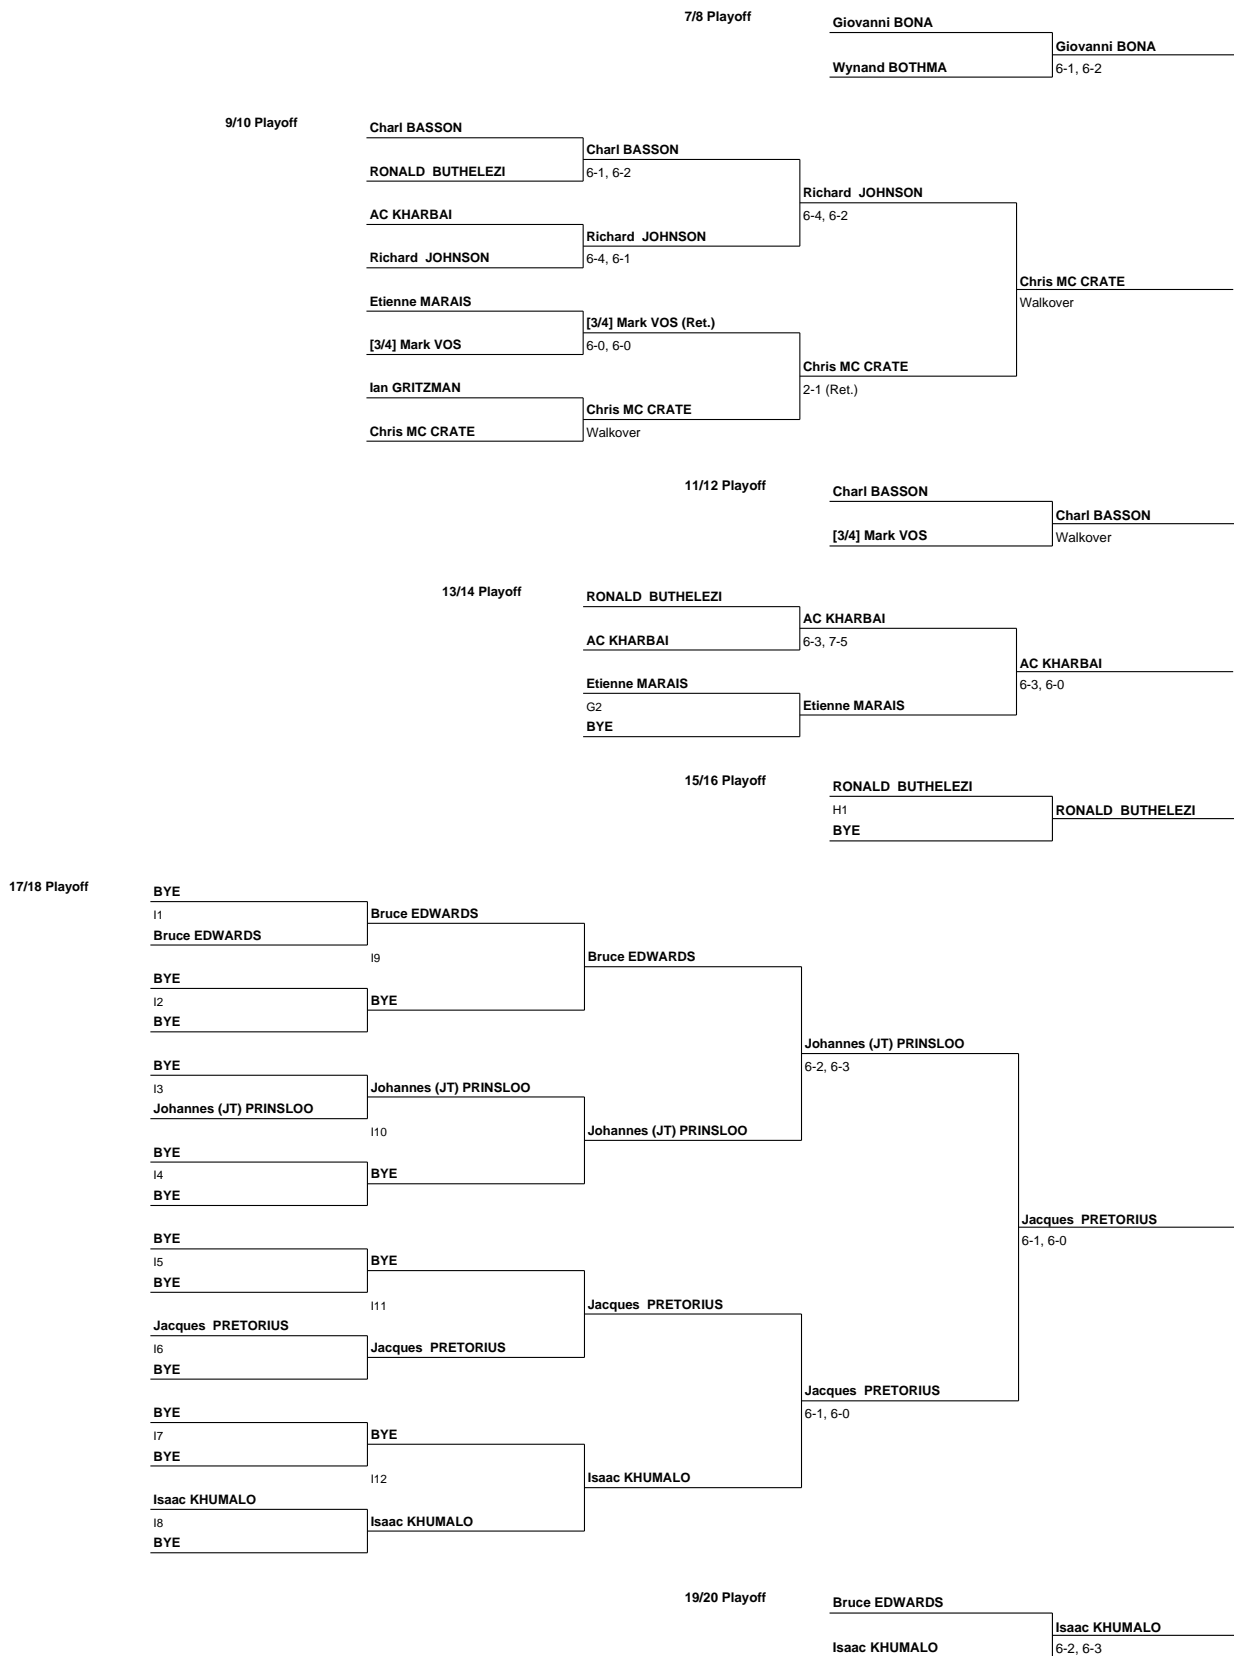 7/8 Playoff
Giovanni BONA
Giovanni BONA
Wynand BOTHMA
6-1, 6-2
9/10 Playoff
Charl BASSON
Charl BASSON
RONALD  BUTHELEZI
6-1, 6-2
Richard  JOHNSON
AC KHARBAI
6-4, 6-2
Richard  JOHNSON
Richard  JOHNSON
6-4, 6-1
Chris MC CRATE
Etienne MARAIS
Walkover
[3/4] Mark VOS (Ret.)
[3/4] Mark VOS
6-0, 6-0
Chris MC CRATE
Ian GRITZMAN
2-1 (Ret.)
Chris MC CRATE
Chris MC CRATE
Walkover
11/12 Playoff
Charl BASSON
Charl BASSON
[3/4] Mark VOS
Walkover
13/14 Playoff
RONALD  BUTHELEZI
AC KHARBAI
AC KHARBAI
6-3, 7-5
AC KHARBAI
Etienne MARAIS
6-3, 6-0
G2
Etienne MARAIS
BYE
15/16 Playoff
RONALD  BUTHELEZI
H1
RONALD  BUTHELEZI
BYE
17/18 Playoff
BYE
I1
Bruce EDWARDS
Bruce EDWARDS
I9
Bruce EDWARDS
BYE
I2
BYE
BYE
Johannes (JT) PRINSLOO
BYE
6-2, 6-3
I3
Johannes (JT) PRINSLOO
Johannes (JT) PRINSLOO
I10
Johannes (JT) PRINSLOO
BYE
I4
BYE
BYE
Jacques  PRETORIUS
BYE
6-1, 6-0
I5
BYE
BYE
I11
Jacques  PRETORIUS
Jacques  PRETORIUS
I6
Jacques  PRETORIUS
BYE
Jacques  PRETORIUS
BYE
6-1, 6-0
I7
BYE
BYE
I12
Isaac KHUMALO
Isaac KHUMALO
I8
Isaac KHUMALO
BYE
19/20 Playoff
Bruce EDWARDS
Isaac KHUMALO
Isaac KHUMALO
6-2, 6-3